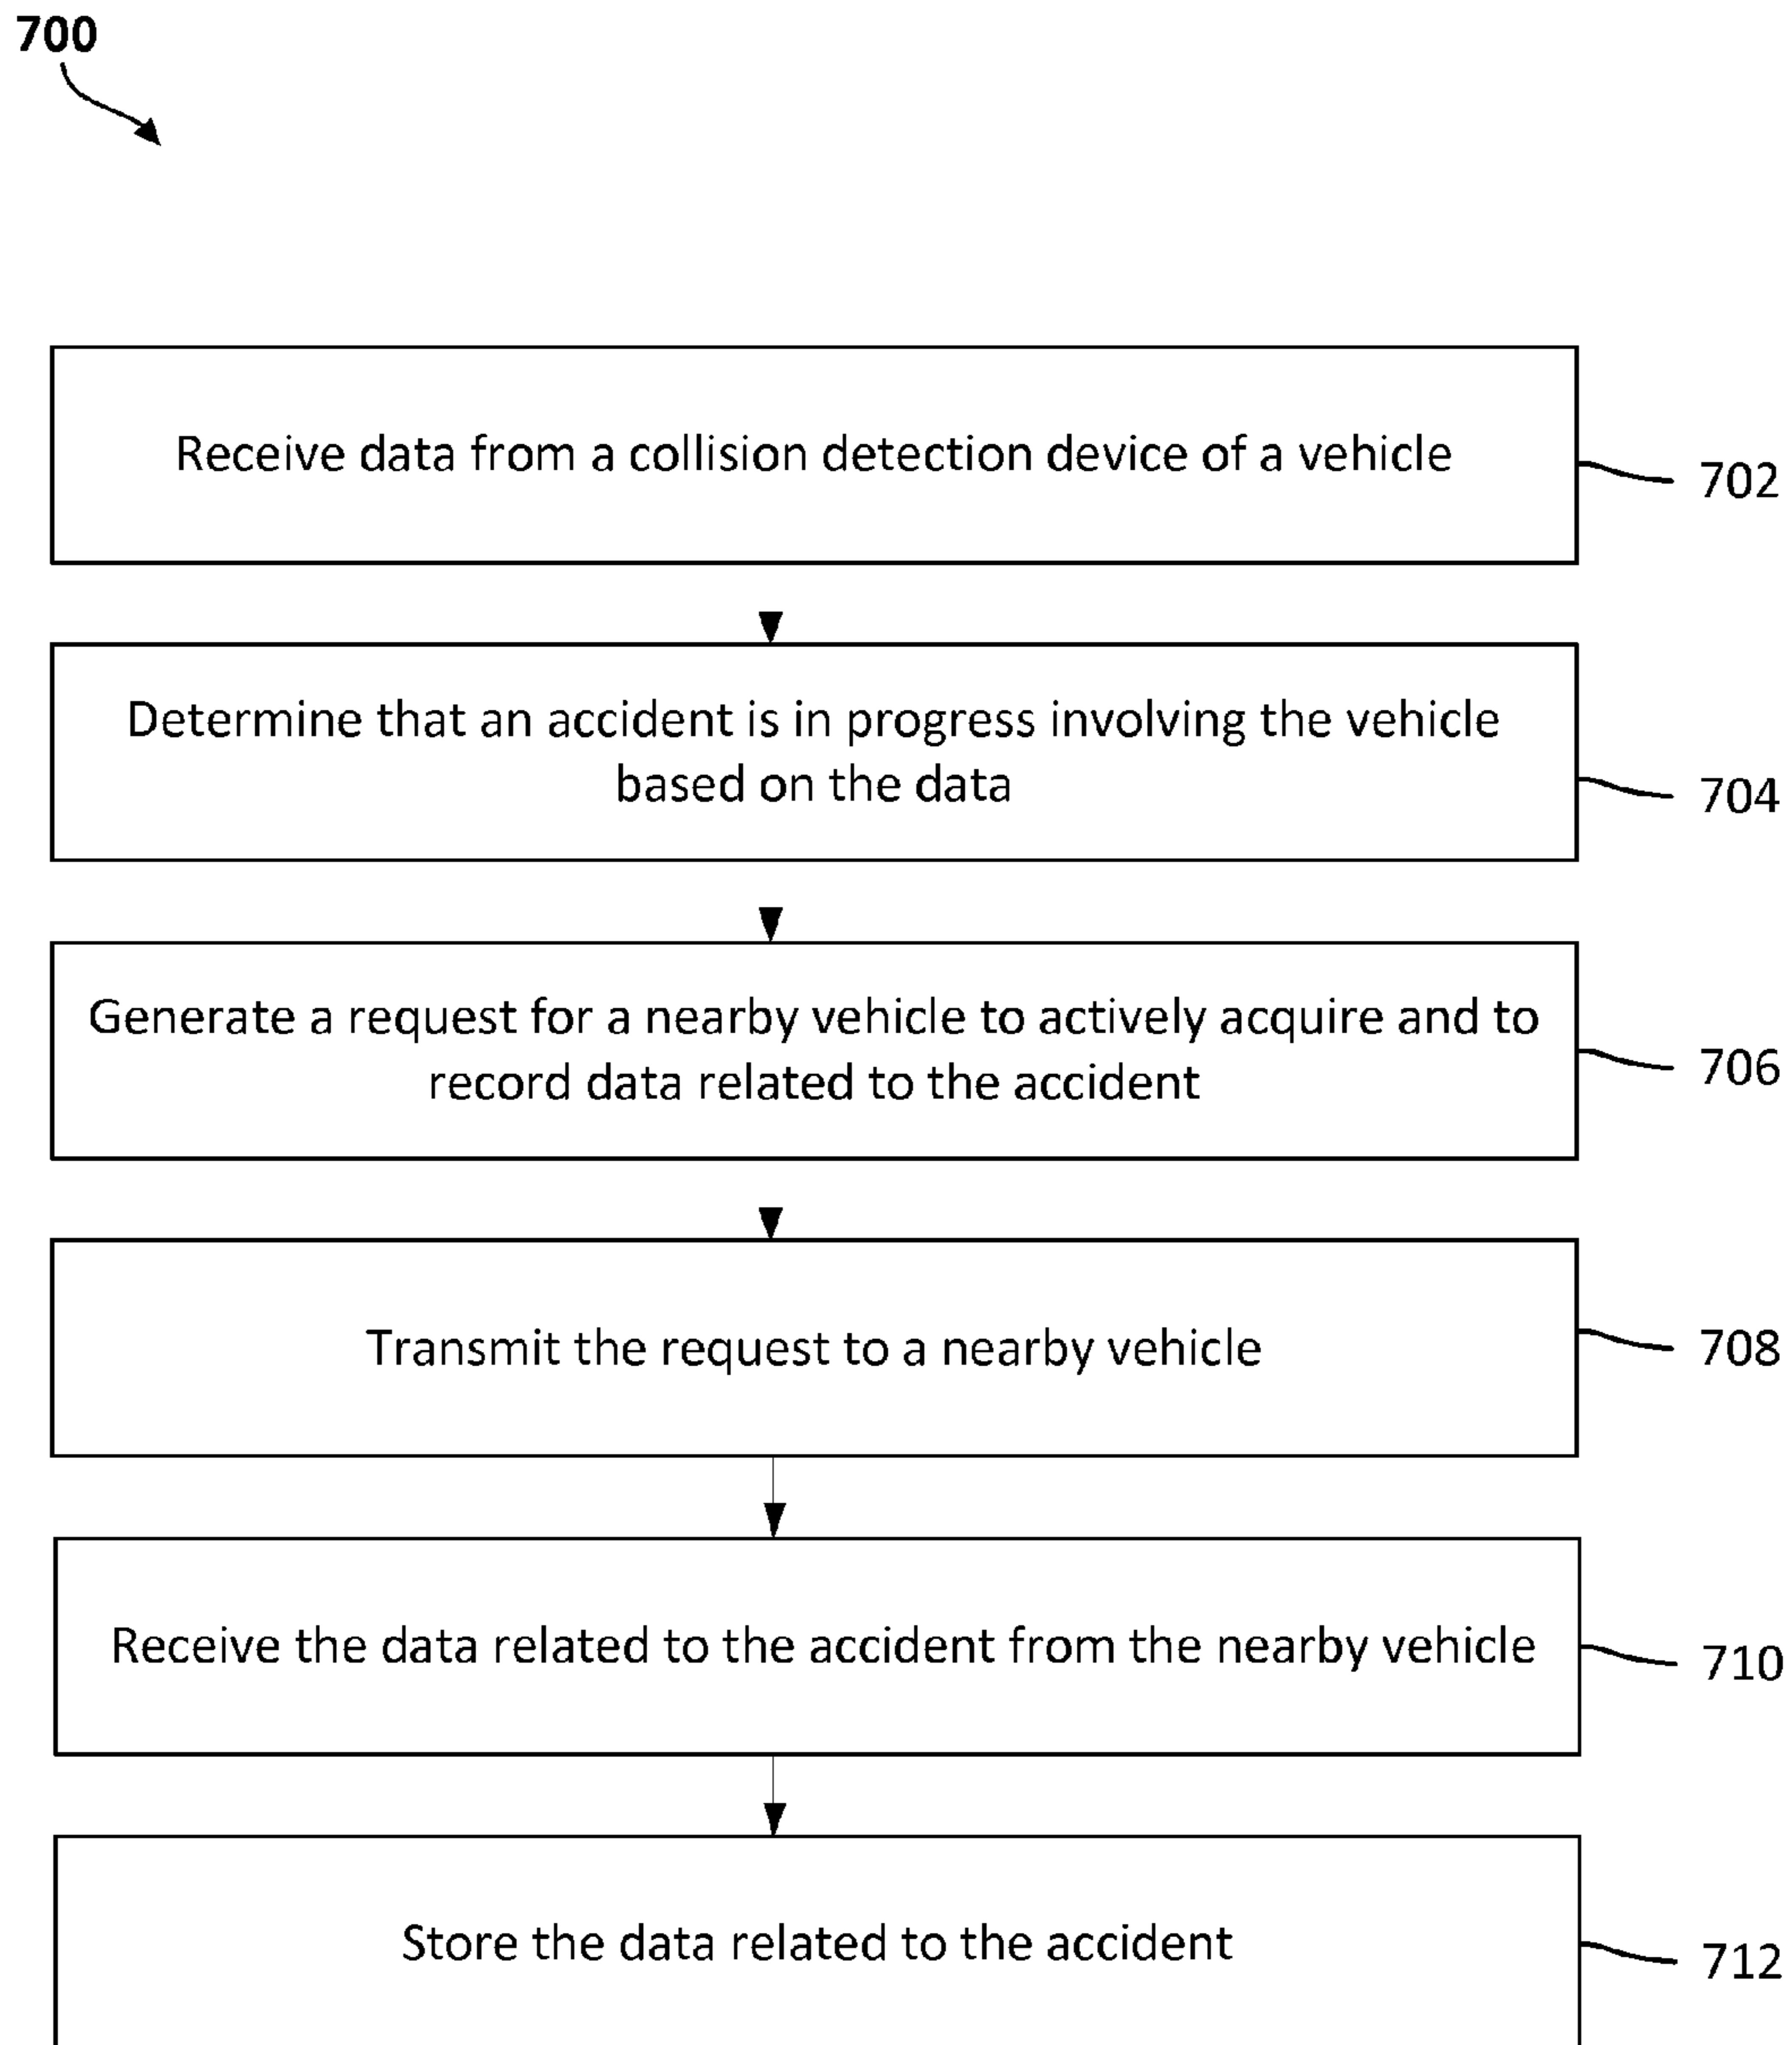 700
Receive data from a collision detection device of a vehicle
702
Determine that an accident is in progress involving the vehicle
based on the data
704
Generate a request for a nearby vehicle to actively acquire and to
record data related to the accident
706
Transmit the request to a nearby vehicle
708
Receive the data related to the accident from the nearby vehicle
710
Store the data related to the accident
712